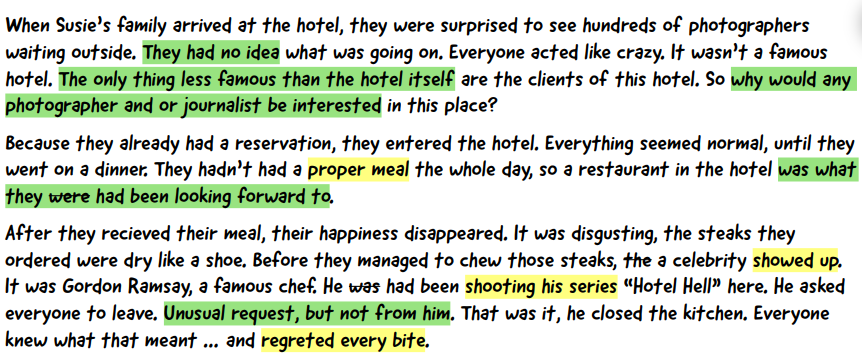 When Susie's family arrived at the hotel, they were surprised to see hundreds of photographers
waiting outside. They had no idea what was going on. Everyone acted like crazy. It wasn't a famous
hotel. The only thing less famous than the hotel itself are the clients of this hotel. So why would any
photographer and or journalist be interested in this place?
Because they already had a reservation, they entered the hotel. Everything seemed normal, until they
went on a dinner. They hadn't had a proper meal the whole day, so a restaurant in the hotel was what
they were had been looking forward to.
After they recieved their meal, their happiness disappeared. It was disgusting, the steaks they
ordered were dry like a shoe. Before they managed to chew those steaks, the a celebrity showed up.
It was Gordon Ramsay, a famous chef. He was had been shooting his series "Hotel Hell" here. He asked
everyone to leave. Unusual request, but not from him. That was it, he closed the kitchen. Everyone
knew what that meant ... and regreted every bite.